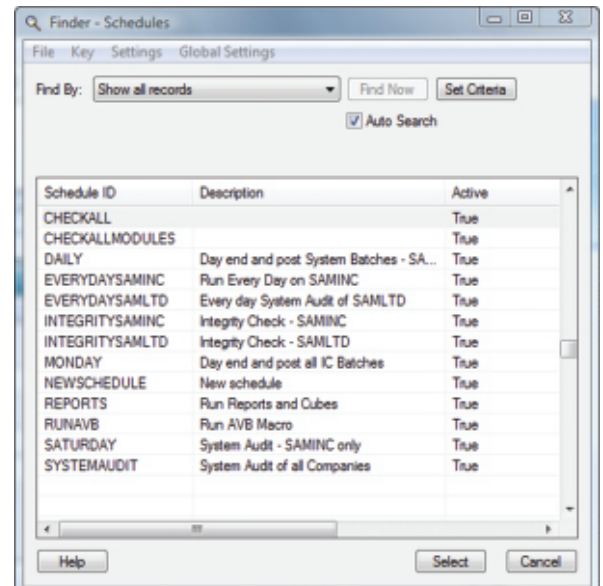 Finder - Schedules
File Key Settings Global Settings
Find By: Show all records Find Now Set Criteria
Auto Search
Schedule ID Description Active
CHECKALL True
CHECKALLMODULES True
DAILY Day end and post System Batches - SA... True
EVERYDAYSAMINC Run Every Day on SAMINC True
EVERYDAYSAMLTD Every day System Audit of SAMLTD True
INTEGRITYSAMINC Integrity Check - SAMINC True
INTEGRITYSAMLTD Integrity Check - SAMLTD True
MONDAY Day end and post all IC Batches True
NEWSCHEDULE New schedule True
REPORTS Run Reports and Cubes True
RUNAVB Run AVB Macro True
SATURDAY System Audit - SAMINC only True
SYSTEMAUDIT System Audit of all Companies True
Help Select Cancel